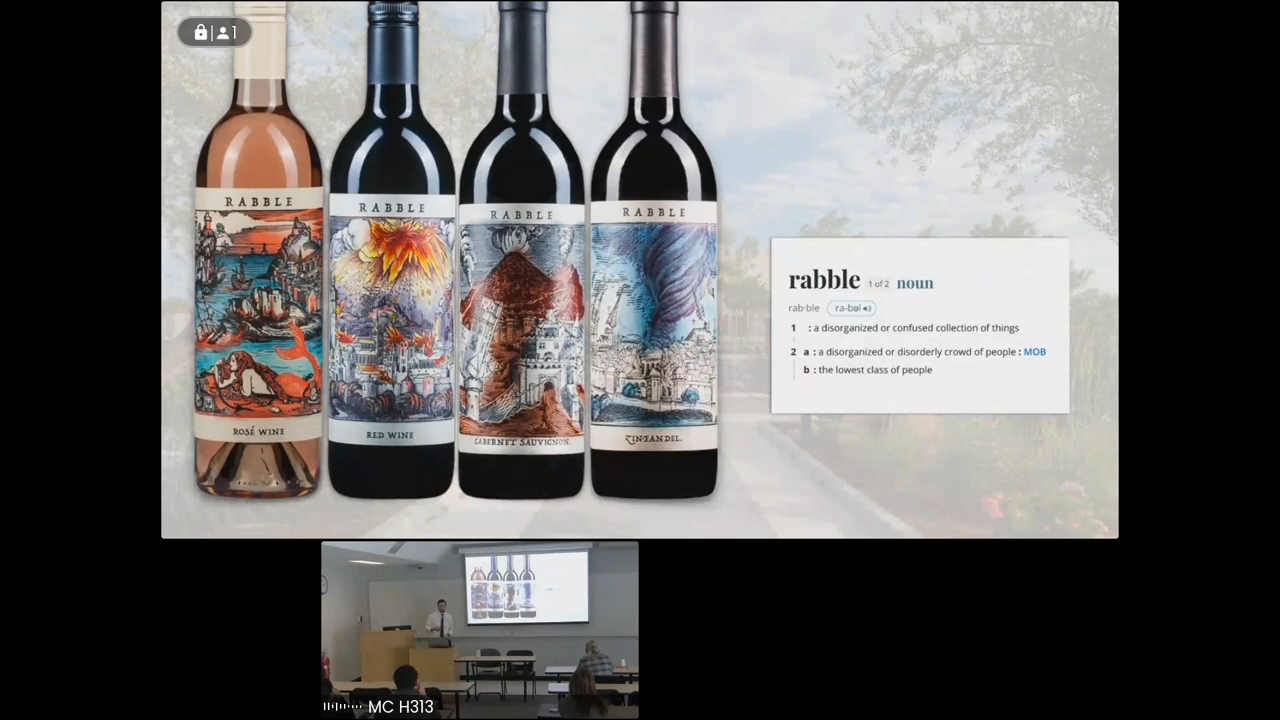 1
RABBLE
RABBLE
RABBLE
RABBLE
ROSÉ WINE
RED WINE
CABERNET SAUVIGNON.
ZINFANDEL.
rabble 1 of 2 noun
rab·ble ˈra-bəl
1 : a disorganized or confused collection of things
2 a : a disorganized or disorderly crowd of people : MOB
b : the lowest class of people
MC H313